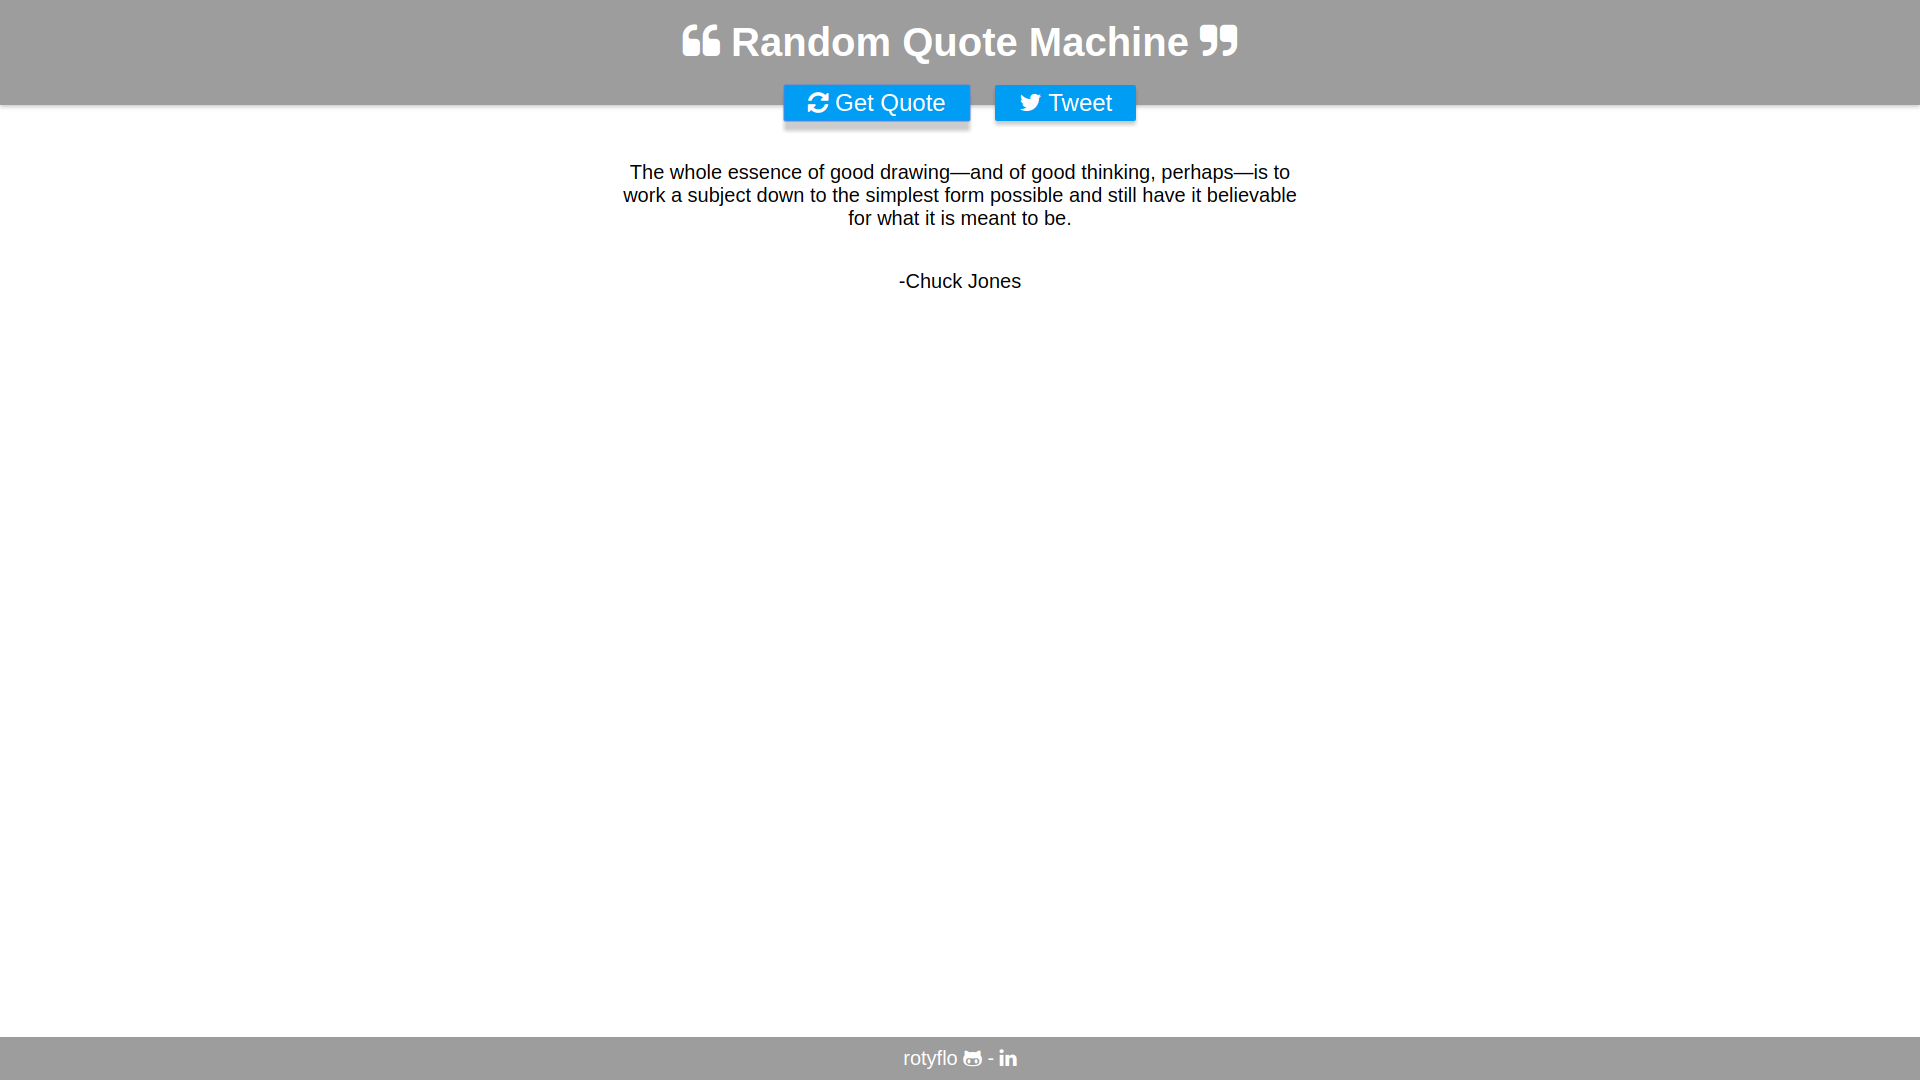 Random Quote Machine
Get Quote
Tweet
The whole essence of good drawing—and of good thinking, perhaps—is to
work a subject down to the simplest form possible and still have it believable
for what it is meant to be.
-Chuck Jones
rotyflo - in